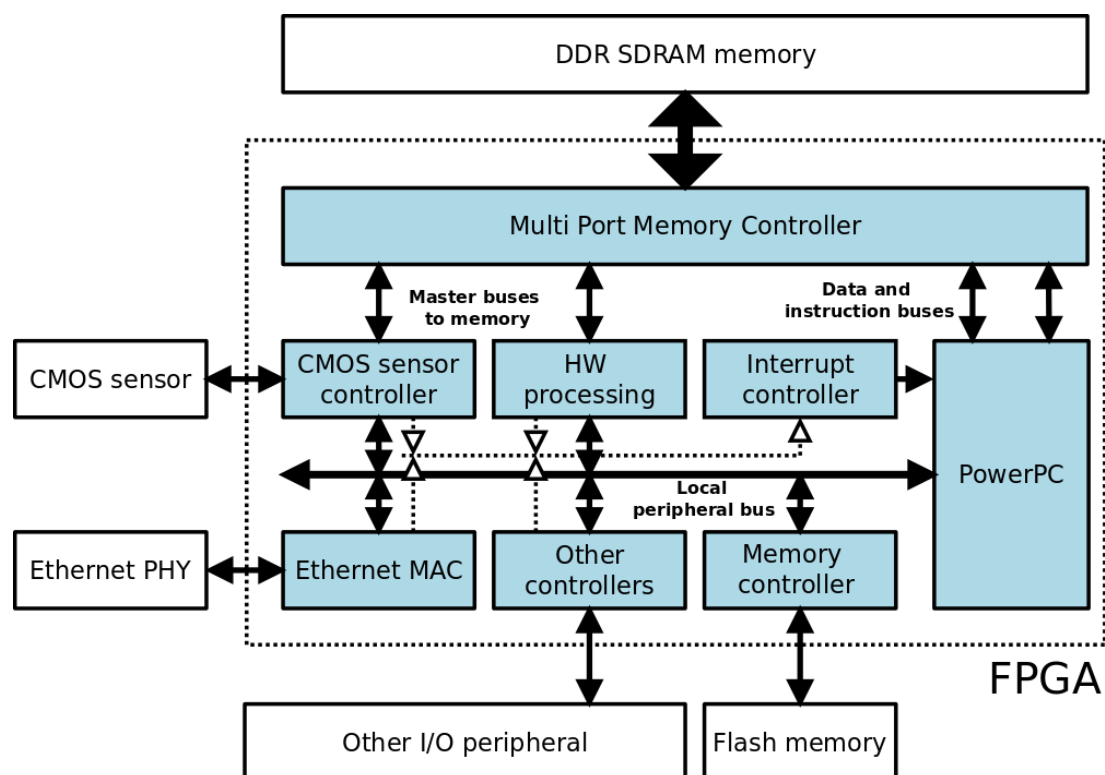 DDR SDRAM memory
Multi Port Memory Controller
Master buses
to memory
Data and
instruction buses
CMOS sensor
CMOS sensor
controller
HW
processing
Interrupt
controller
PowerPC
Local
peripheral bus
Ethernet PHY
Ethernet MAC
Other
controllers
Memory
controller
FPGA
Other I/O peripheral
Flash memory